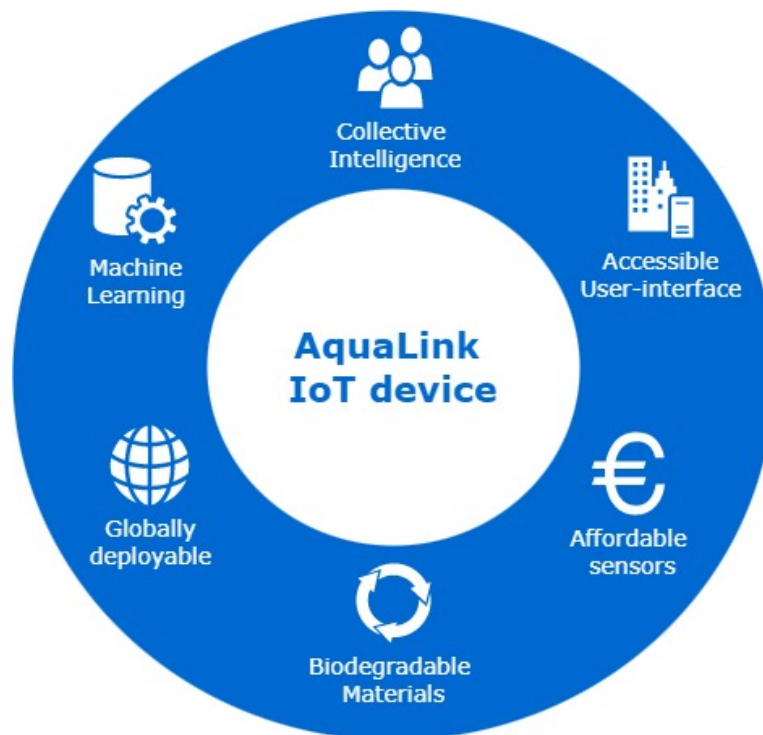 Collective
Intelligence
Machine
Learning
Accessible
User-interface
AquaLink
IoT device
Globally
deployable
€
Affordable
sensors
Biodegradable
Materials